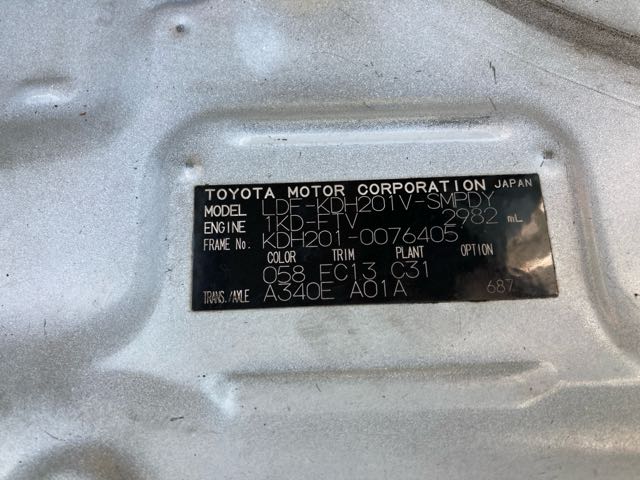 TOYOTA MOTOR CORPORATION JAPAN
MODEL LDF-KDH201V-SMPDY
ENGINE 1KD-FTV 2982 mL
FRAME No. KDH201-0076405
COLOR TRIM PLANT OPTION
058 FC13 C31
TRANS./AXLE A340E A01A 687